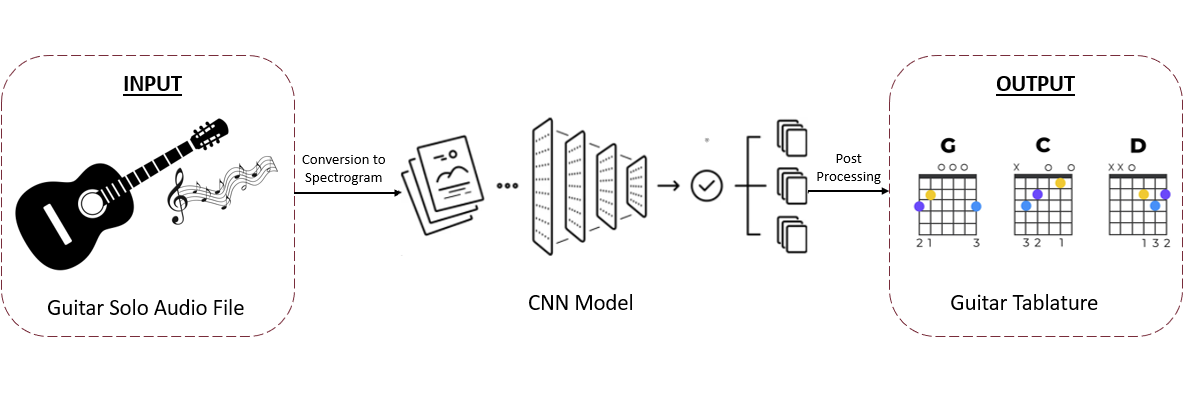 INPUT
Guitar Solo Audio File
Conversion to
Spectrogram
CNN Model
Post
Processing
OUTPUT
G C D
o o o x o o x x o
2 1 3 3 2 1 1 3 2
Guitar Tablature